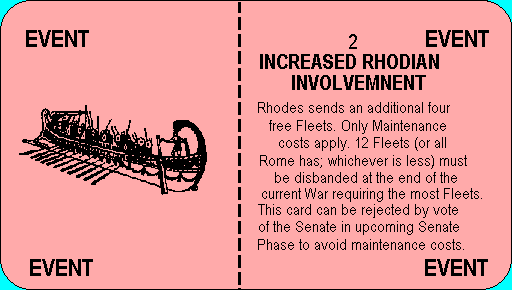 EVENT
EVENT
2
EVENT
INCREASED RHODIAN
INVOLVEMNENT
Rhodes sends an additional four
free Fleets. Only Maintenance
costs apply. 12 Fleets (or all
Rome has; whichever is less) must
be disbanded at the end of the
current War requiring the most Fleets.
This card can be rejected by vote
of the Senate in upcoming Senate
Phase to avoid maintenance costs.
EVENT